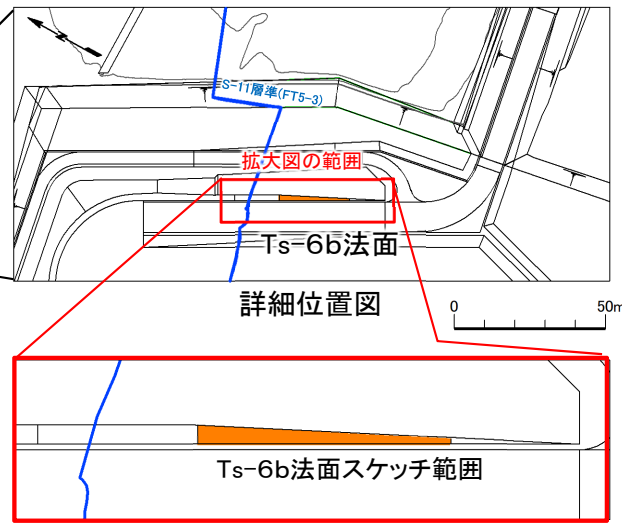 N
S-11層準(FT5-3)
拡大図の範囲
Ts-6b法面
詳細位置図
0 50m
Ts-6b法面スケッチ範囲